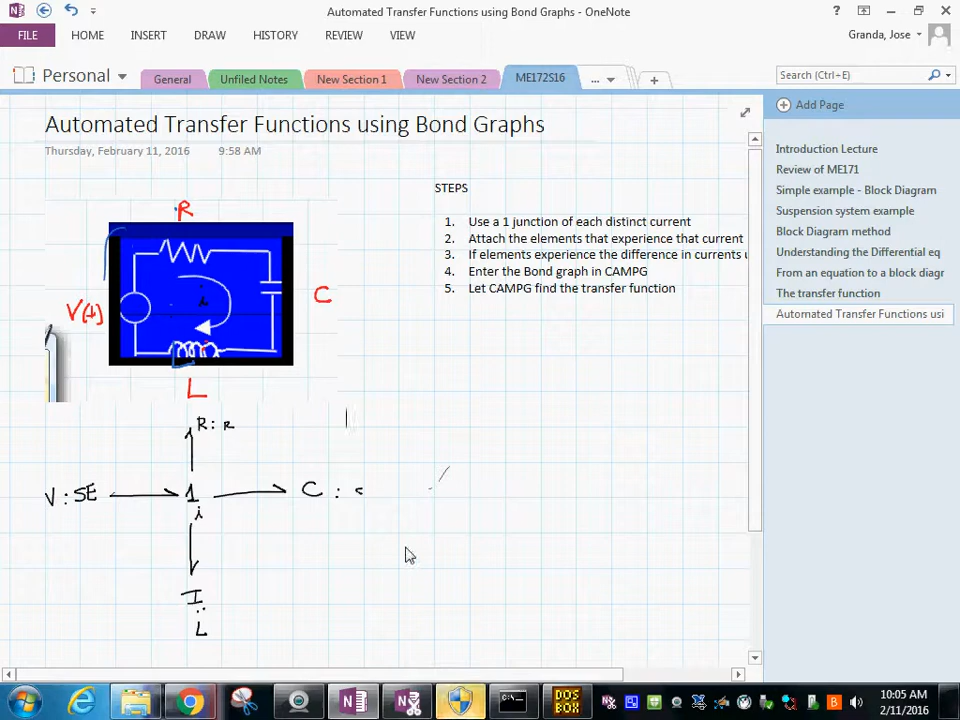 Automated Transfer Functions using Bond Graphs - OneNote
?
FILE HOME INSERT DRAW HISTORY REVIEW VIEW
Granda, Jose
Personal
General Unfiled Notes New Section 1 New Section 2 ME172S16 ... +
Search (Ctrl+E)
Automated Transfer Functions using Bond Graphs
Thursday, February 11, 2016 9:58 AM
Add Page
Introduction Lecture
Review of ME171
Simple example - Block Diagram
Suspension system example
Block Diagram method
Understanding the Differential eq
From an equation to a block diagr
The transfer function
Automated Transfer Functions usi
STEPS
1. Use a 1 junction of each distinct current
2. Attach the elements that experience that current
3. If elements experience the difference in currents u
4. Enter the Bond graph in CAMPG
5. Let CAMPG find the transfer function
R
V(t)
i
C
L
R: R
V: SE 1 C: c
i
I
:
L
DOS BOX
10:05 AM
2/11/2016